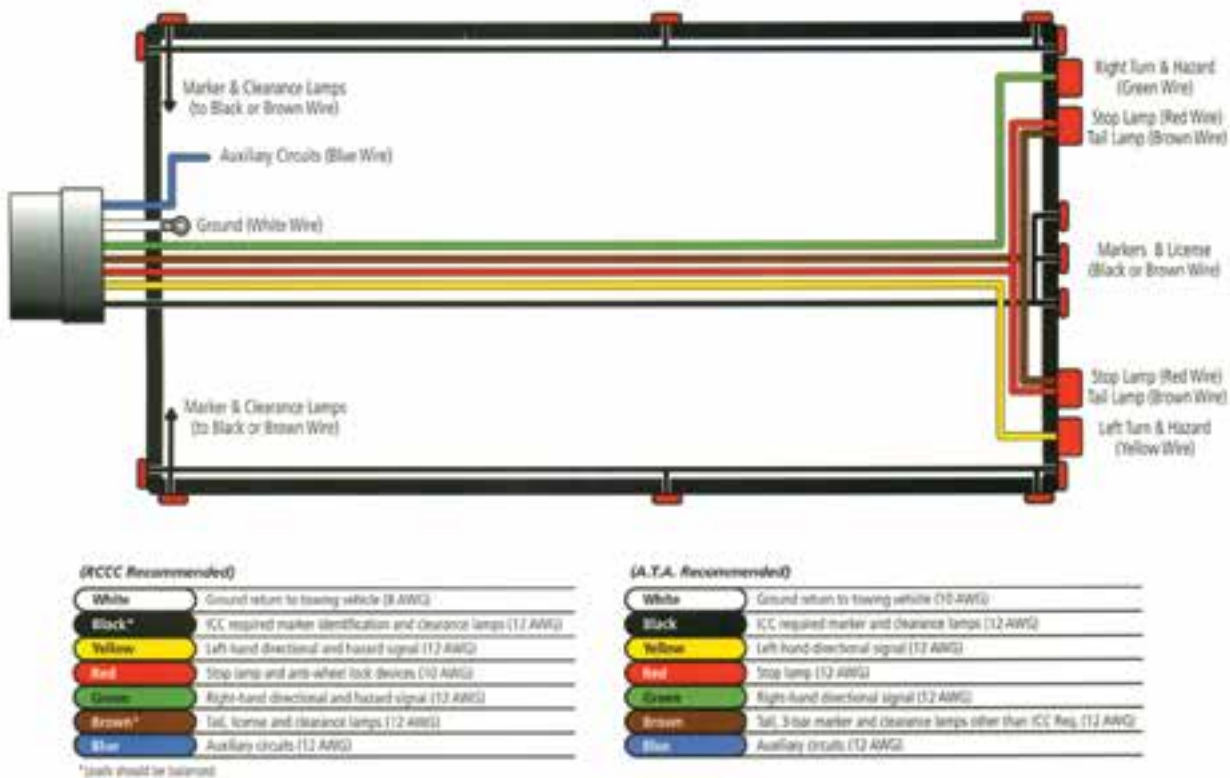 Marker & Clearance Lamps
(to Black or Brown Wire)
Auxiliary Circuits (Blue Wire)
Ground (White Wire)
Right Turn & Hazard
(Green Wire)
Stop Lamp (Red Wire)
Tail Lamp (Brown Wire)
Markers & License
(Black or Brown Wire)
Marker & Clearance Lamps
(to Black or Brown Wire)
Stop Lamp (Red Wire)
Tail Lamp (Brown Wire)
Left Turn & Hazard
(Yellow Wire)
(RCCC Recommended)
White Ground return to towing vehicle (8 AWG)
Black* ICC required marker identification and clearance lamps (12 AWG)
Yellow Left-hand directional and hazard signal (12 AWG)
Red Stop lamp and anti-wheel lock devices (10 AWG)
Green Right-hand directional and hazard signal (12 AWG)
Brown* Tail, license and clearance lamps (12 AWG)
Blue Auxiliary circuits (12 AWG)
*Loads should be balanced
(A.T.A. Recommended)
White Ground return to towing vehicle (10 AWG)
Black ICC required marker and clearance lamps (12 AWG)
Yellow Left-hand directional signal (12 AWG)
Red Stop lamp (12 AWG)
Green Right-hand directional signal (12 AWG)
Brown Tail, 3-bar marker and clearance lamps other than ICC Req. (12 AWG)
Blue Auxiliary circuits (12 AWG)